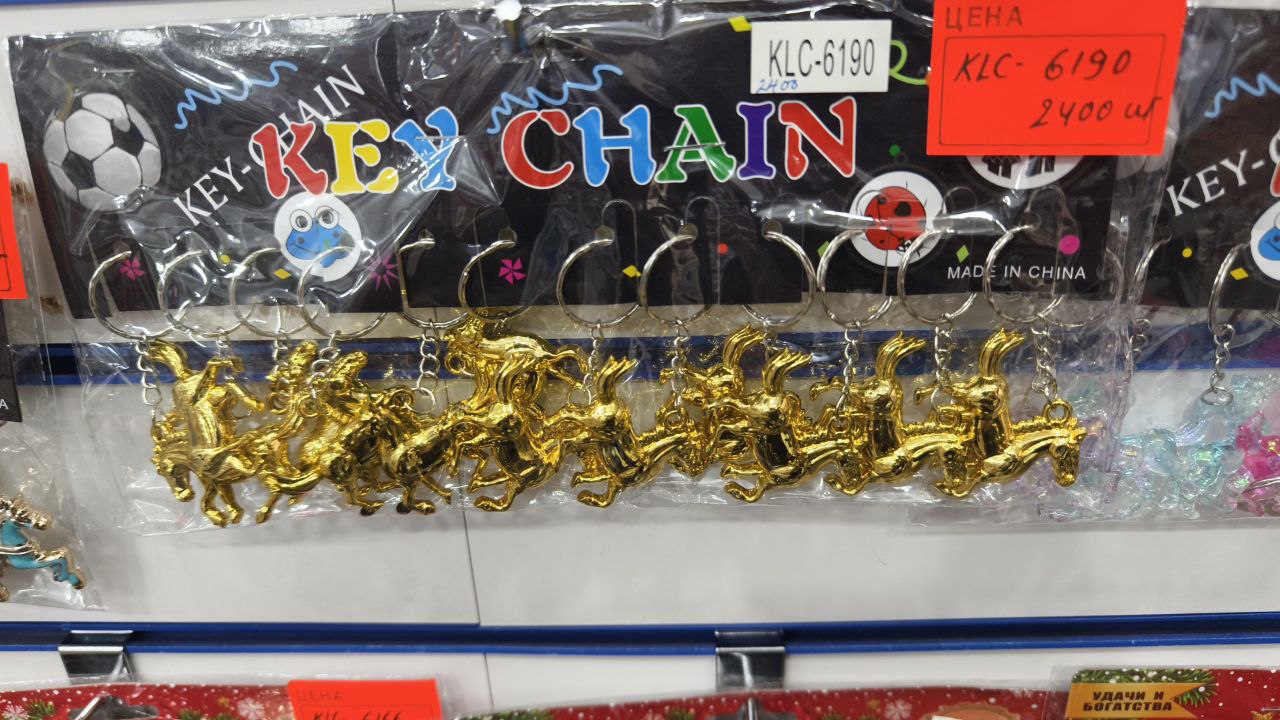 KEY-CHAIN
KEY CHAIN
KLC-6190
2400
ЦЕНА
KLC- 6190
2400 шт
MADE IN CHINA
KEY-
A
ЦЕНА
УДАЧИ И
БОГАТСТВА